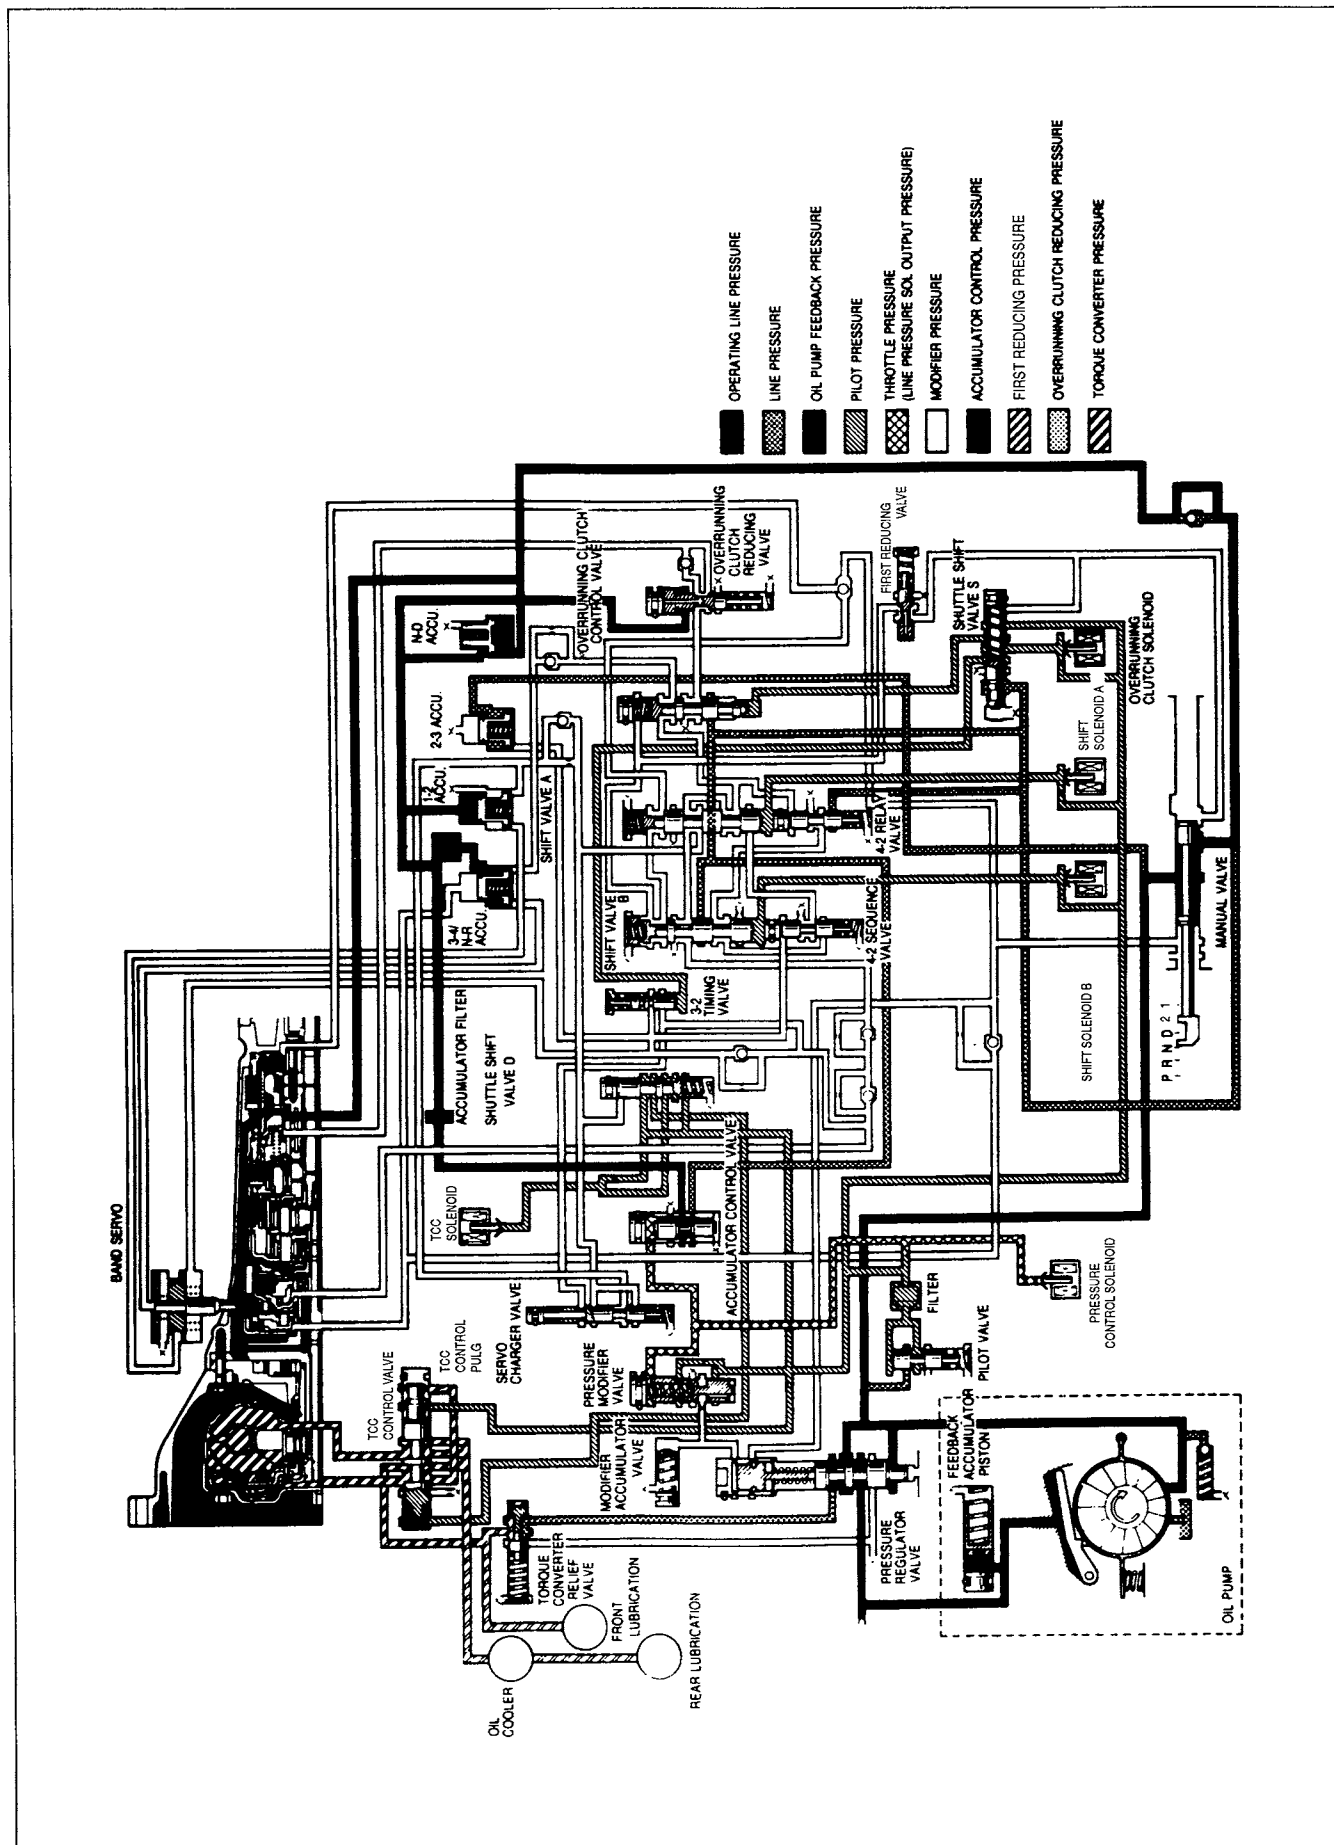 BAND SERVO
TCC
CONTROL VALVE
TCC
CONTROL
PULG
SERVO
CHARGER VALVE
PRESSURE
MODIFIER
VALVE
MODIFIER
ACCUMULATOR
VALVE
TORQUE
CONVERTER
RELIEF
VALVE
FRONT
LUBRICATION
OIL
COOLER
REAR LUBRICATION
PRESSURE
REGULATOR
VALVE
FEEDBACK
ACCUMULATOR
PISTON
OIL PUMP
PILOT VALVE
FILTER
PRESSURE
CONTROL SOLENOID
TCC
SOLENOID
ACCUMULATOR CONTROL VALVE
ACCUMULATOR FILTER
SHUTTLE SHIFT
VALVE D
3-2
TIMING
VALVE
SHIFT VALVE
B
4-2 SEQUENCE
VALVE
3-4/
N-R
ACCU.
1-2
ACCU.
SHIFT VALVE A
2-3 ACCU.
N-D
ACCU.
4-2 RELAY
VALVE
OVERRUNNING CLUTCH
CONTROL VALVE
OVERRUNNING
CLUTCH
REDUCING
VALVE
FIRST REDUCING
VALVE
SHUTTLE SHIFT
VALVE S
OVERRUNNING
CLUTCH SOLENOID
SHIFT
SOLENOID A
SHIFT SOLENOID B
MANUAL VALVE
P R N D 2 1
OPERATING LINE PRESSURE
LINE PRESSURE
OIL PUMP FEEDBACK PRESSURE
PILOT PRESSURE
THROTTLE PRESSURE
(LINE PRESSURE SOL OUTPUT PRESSURE)
MODIFIER PRESSURE
ACCUMULATOR CONTROL PRESSURE
FIRST REDUCING PRESSURE
OVERRUNNING CLUTCH REDUCING PRESSURE
TORQUE CONVERTER PRESSURE